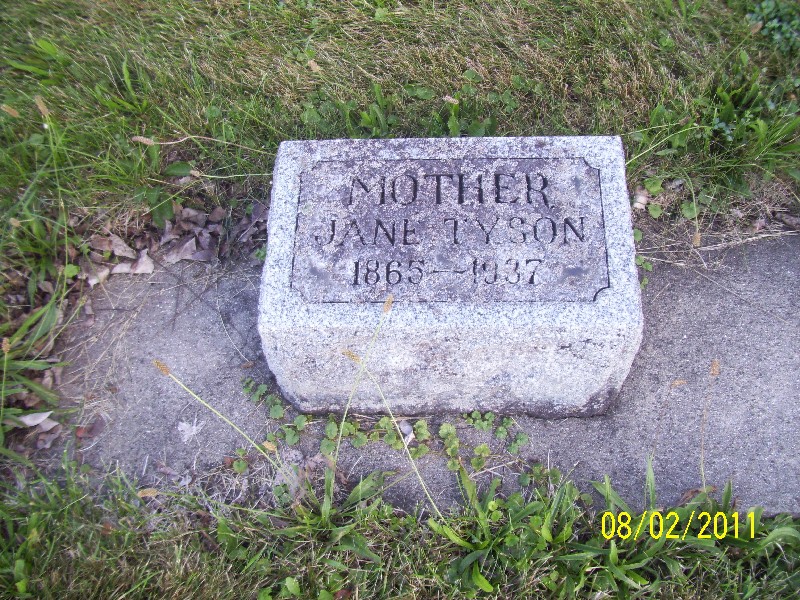 MOTHER
JANE TYSON
1865—1937
08/02/2011